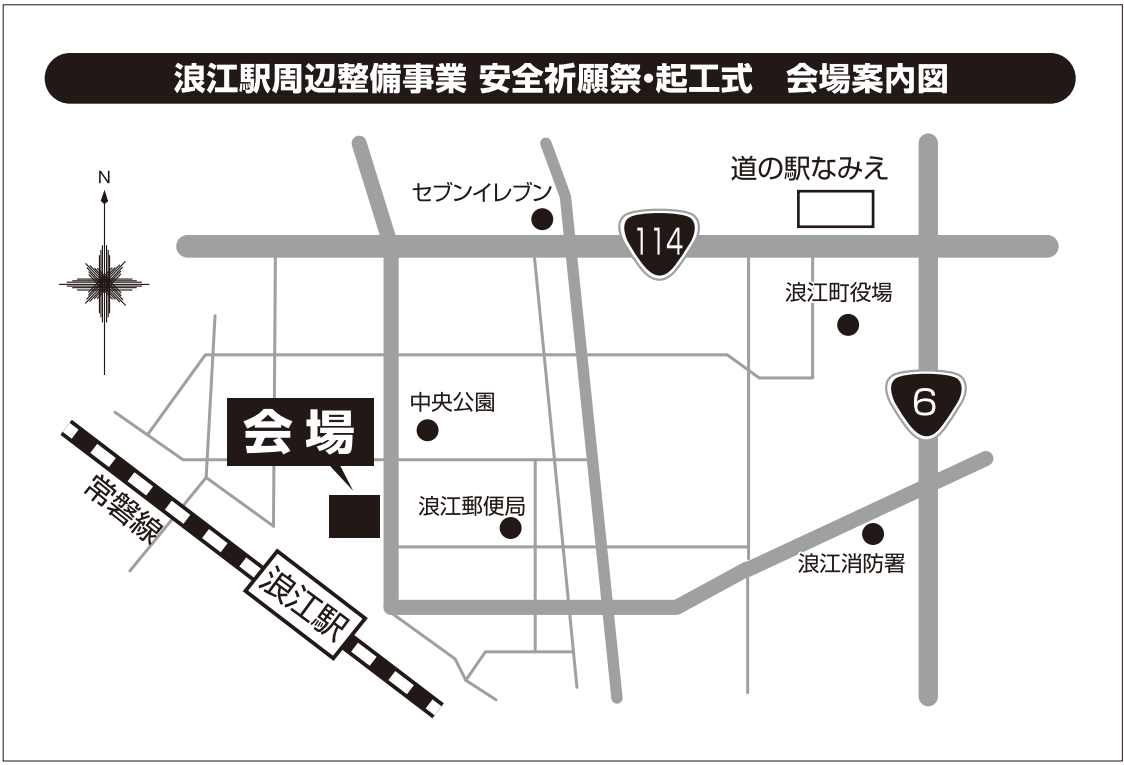 浪江駅周辺整備事業 安全祈願祭・起工式　会場案内図
N
セブンイレブン
道の駅なみえ
114
浪江町役場
6
中央公園
会場
常磐線
浪江郵便局
浪江消防署
浪江駅